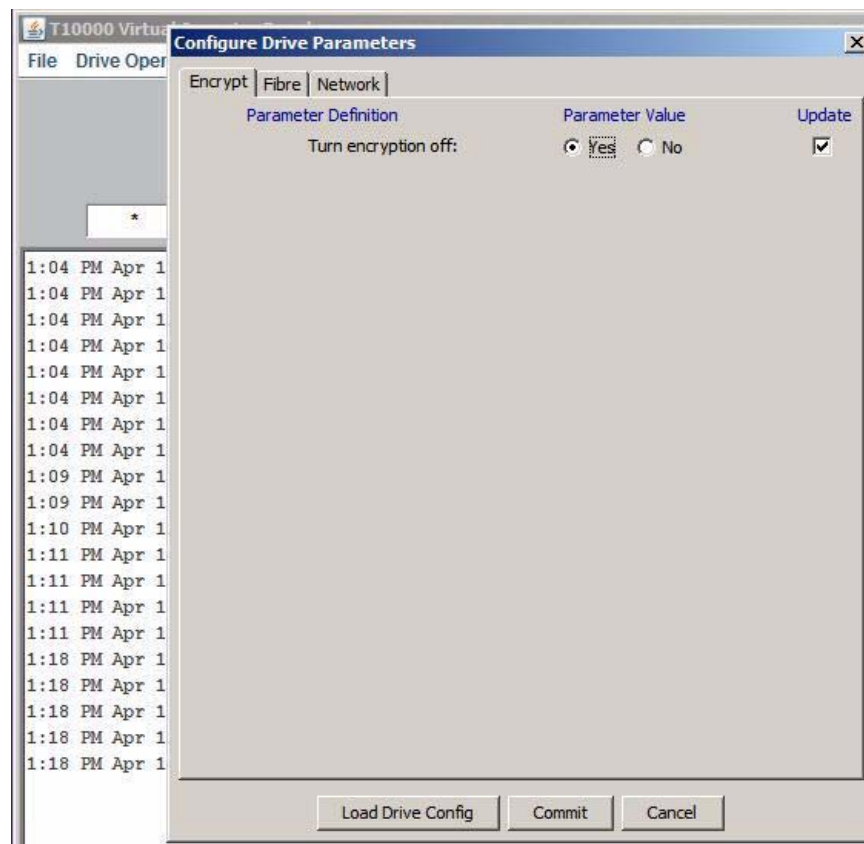 T10000 Virtu
Configure Drive Parameters
File Drive Oper
Encrypt Fibre Network
Parameter Definition Parameter Value Update
Turn encryption off: Yes No
*
1:04 PM Apr 1
1:04 PM Apr 1
1:04 PM Apr 1
1:04 PM Apr 1
1:04 PM Apr 1
1:04 PM Apr 1
1:04 PM Apr 1
1:04 PM Apr 1
1:09 PM Apr 1
1:09 PM Apr 1
1:10 PM Apr 1
1:11 PM Apr 1
1:11 PM Apr 1
1:11 PM Apr 1
1:11 PM Apr 1
1:18 PM Apr 1
1:18 PM Apr 1
1:18 PM Apr 1
1:18 PM Apr 1
1:18 PM Apr 1
Load Drive Config Commit Cancel